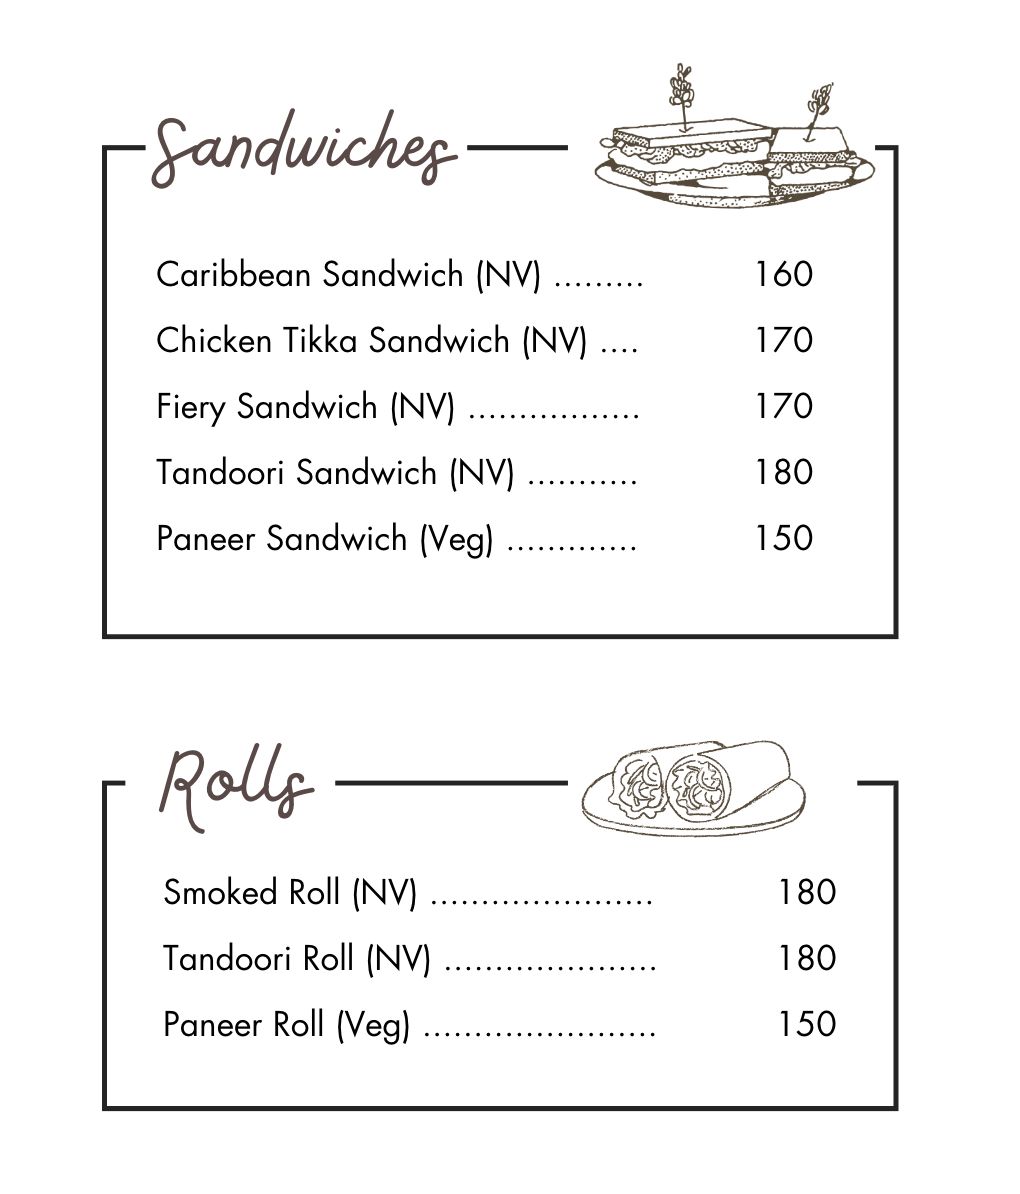 Sandwiches
Caribbean Sandwich (NV) ......... 160
Chicken Tikka Sandwich (NV) .... 170
Fiery Sandwich (NV) ................. 170
Tandoori Sandwich (NV) ........... 180
Paneer Sandwich (Veg) ............. 150
Rolls
Smoked Roll (NV) ...................... 180
Tandoori Roll (NV) ..................... 180
Paneer Roll (Veg) ....................... 150